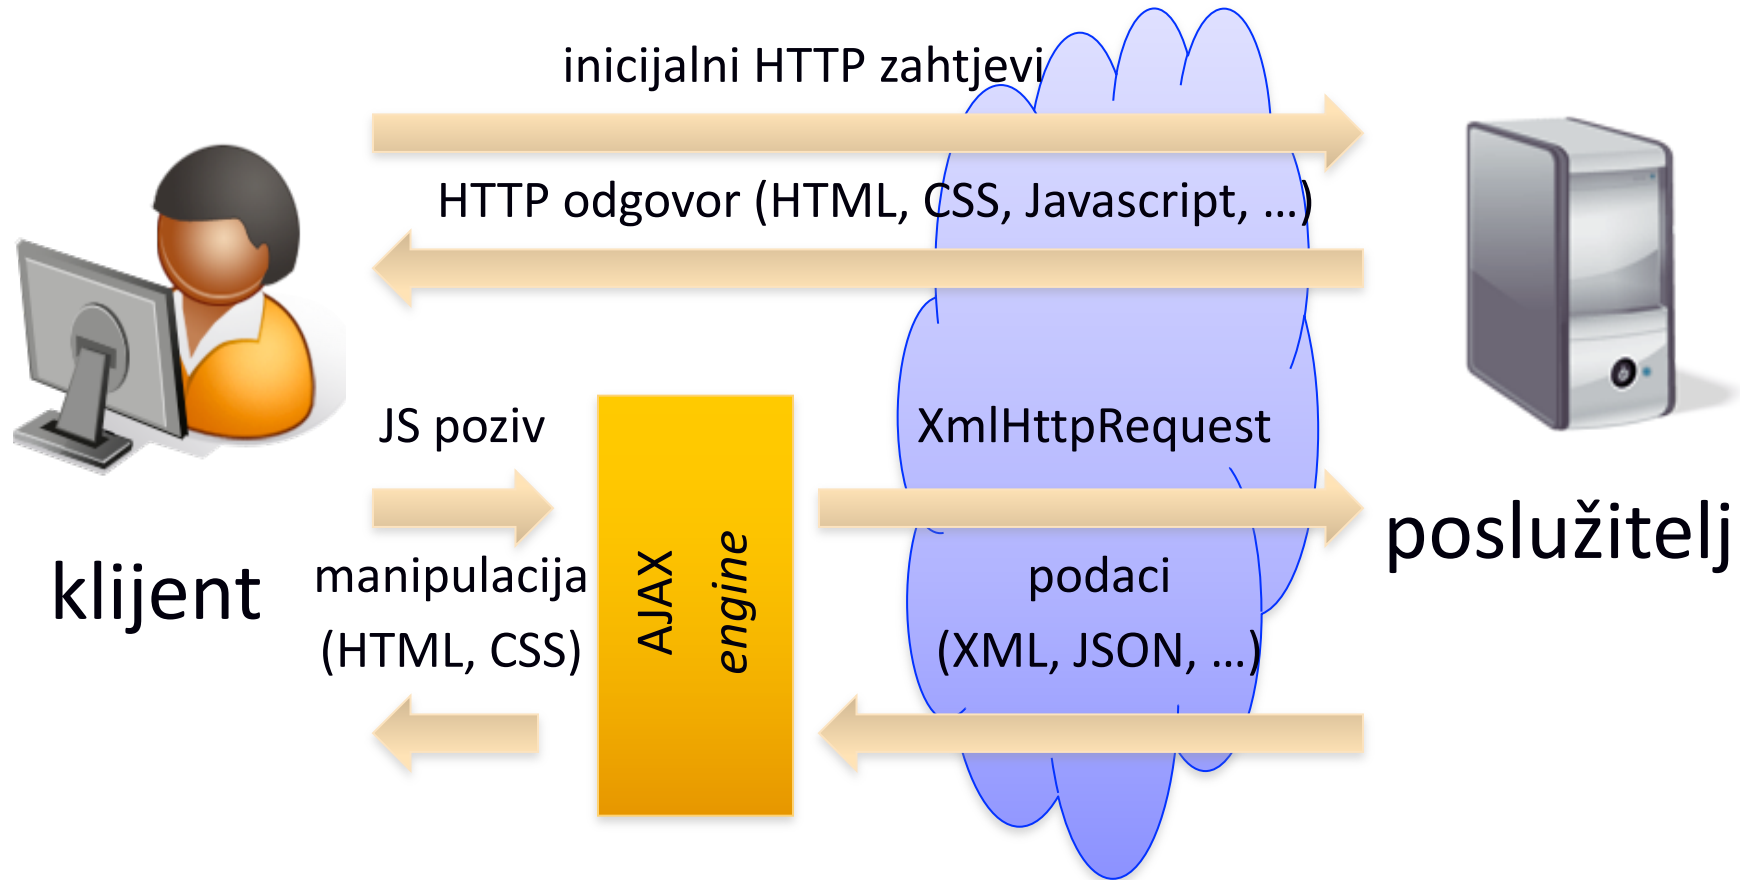 inicijalni HTTP zahtjevi
HTTP odgovor (HTML, CSS, Javascript, …)
JS poziv
XmlHttpRequest
klijent
manipulacija
(HTML, CSS)
AJAX
engine
podaci
(XML, JSON, …)
poslužitelj